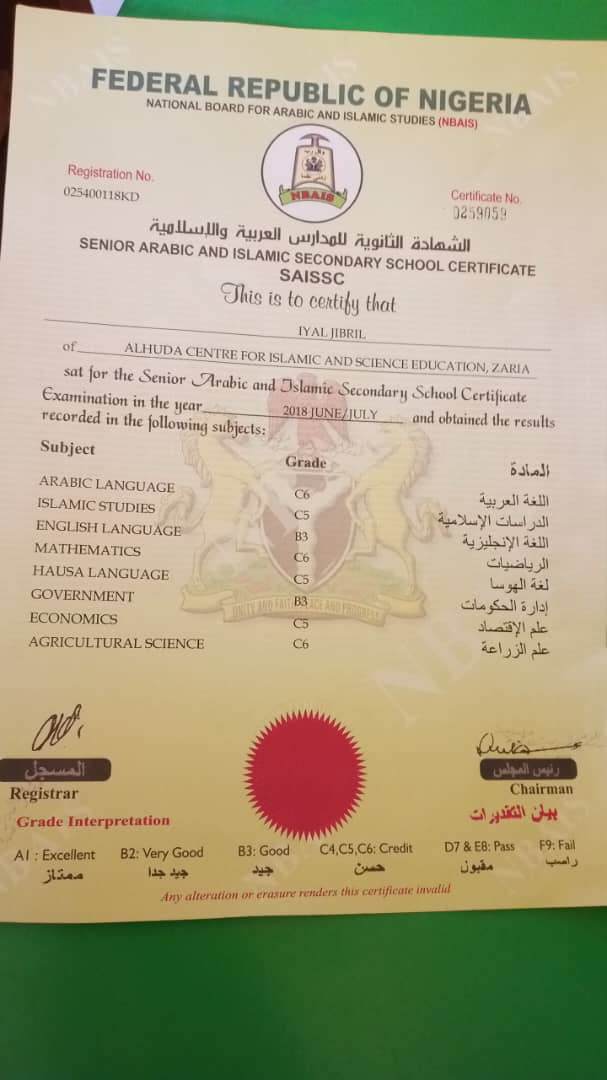 FEDERAL REPUBLIC OF NIGERIA
NATIONAL BOARD FOR ARABIC AND ISLAMIC STUDIES (NBAIS)
NBAIS
Registration No.
025400118KD
Certificate No.
0259059
الشهادة الثانوية للمدارس العربية والإسلامية
SENIOR ARABIC AND ISLAMIC SECONDARY SCHOOL CERTIFICATE
SAISSC
This is to certify that
IYAL JIBRIL
of ALHUDA CENTRE FOR ISLAMIC AND SCIENCE EDUCATION, ZARIA
sat for the Senior Arabic and Islamic Secondary School Certificate
Examination in the year 2018 JUNE/JULY and obtained the results
recorded in the following subjects:
Subject Grade المادة
ARABIC LANGUAGE C6 اللغة العربية
ISLAMIC STUDIES C5 الدراسات الإسلامية
ENGLISH LANGUAGE B3 اللغة الإنجليزية
MATHEMATICS C6 الرياضيات
HAUSA LANGUAGE C5 لغة الهوسا
GOVERNMENT B3 إدارة الحكومات
ECONOMICS C5 علم الإقتصاد
AGRICULTURAL SCIENCE C6 علم الزراعة
UNITY AND FAITH, PEACE AND PROGRESS
المسجل
Registrar
رئيس المجلس
Chairman
Grade Interpretation
بيان التقديرات
A1 : Excellent B2: Very Good B3: Good C4,C5,C6: Credit D7 & E8: Pass F9: Fail
ممتاز جيد جدا جيد حسن مقبول راسب
Any alteration or erasure renders this certificate invalid